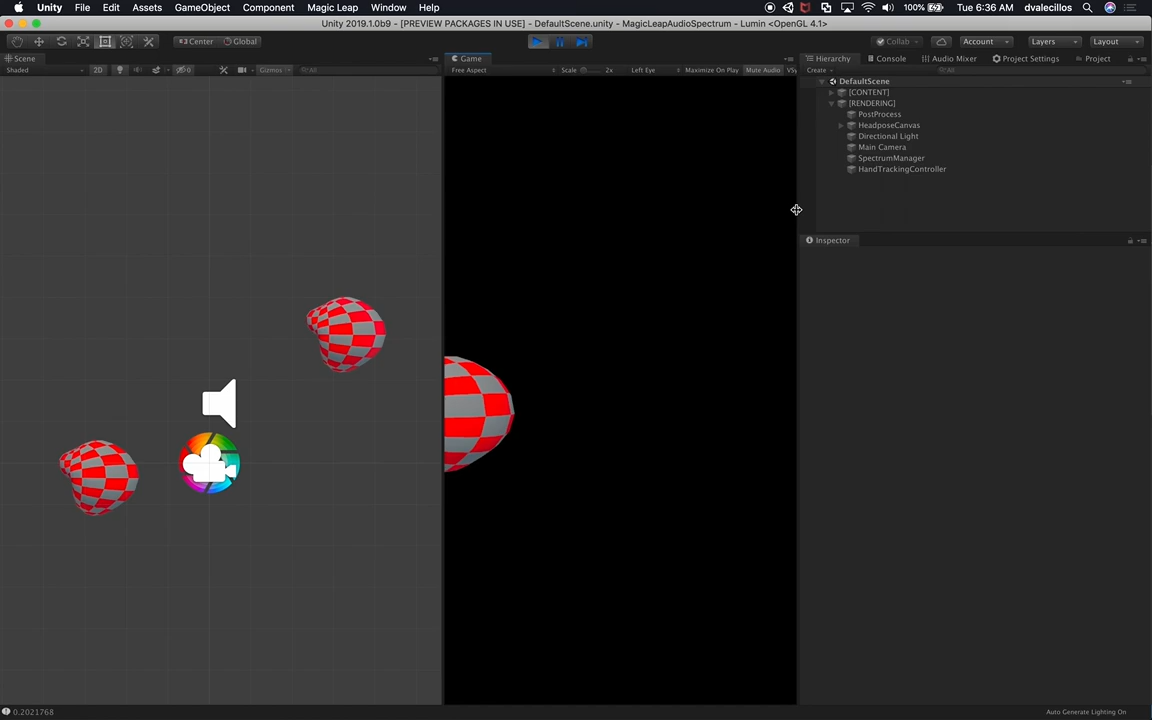 Unity File Edit Assets GameObject Component Magic Leap Window Help 100% Tue 6:36 AM dvalecillos
Unity 2019.1.0b9 - [PREVIEW PACKAGES IN USE] - DefaultScene.unity - MagicLeapAudioSpectrum - Lumin <OpenGL 4.1>
Center Global Collab Account Layers Layout
Scene Game Hierarchy Console Audio Mixer Project Settings Project
Shaded 2D 0 Gizmos All Free Aspect Scale 2x Left Eye Maximize On Play Mute Audio VSy Create All
DefaultScene
[CONTENT]
[RENDERING]
PostProcess
HeadposeCanvas
Directional Light
Main Camera
SpectrumManager
HandTrackingController
Inspector
0.2021768 Auto Generate Lighting On